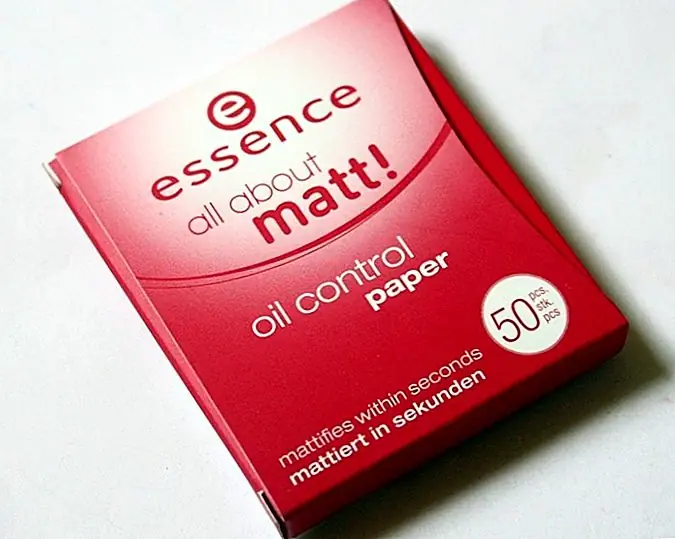 e
essence
all about
matt!
oil control
paper
50
pcs.
stk.
pcs
mattifies within seconds
mattiert in sekunden